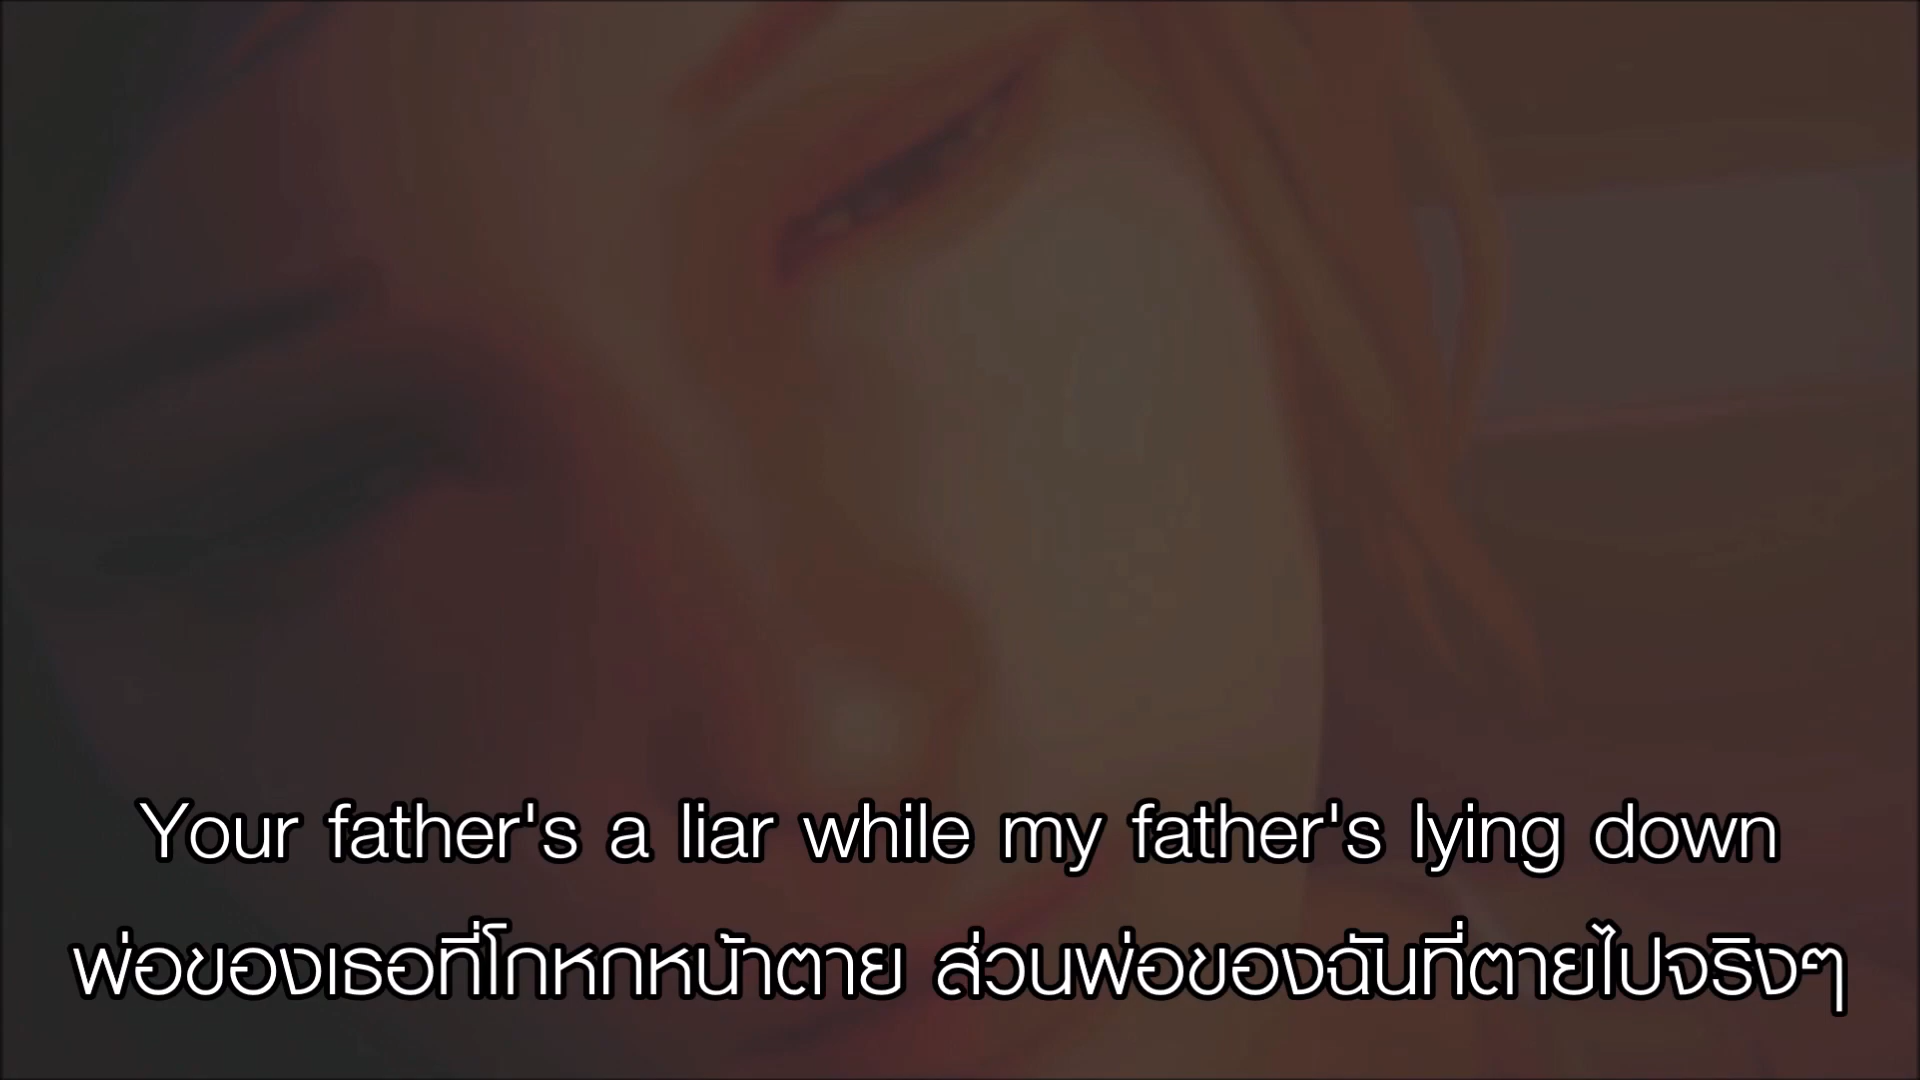 Your father's a liar while my father's lying down
พ่อของเธอที่โกหกหน้าตาย ส่วนพ่อของฉันที่ตายไปจริงๆ